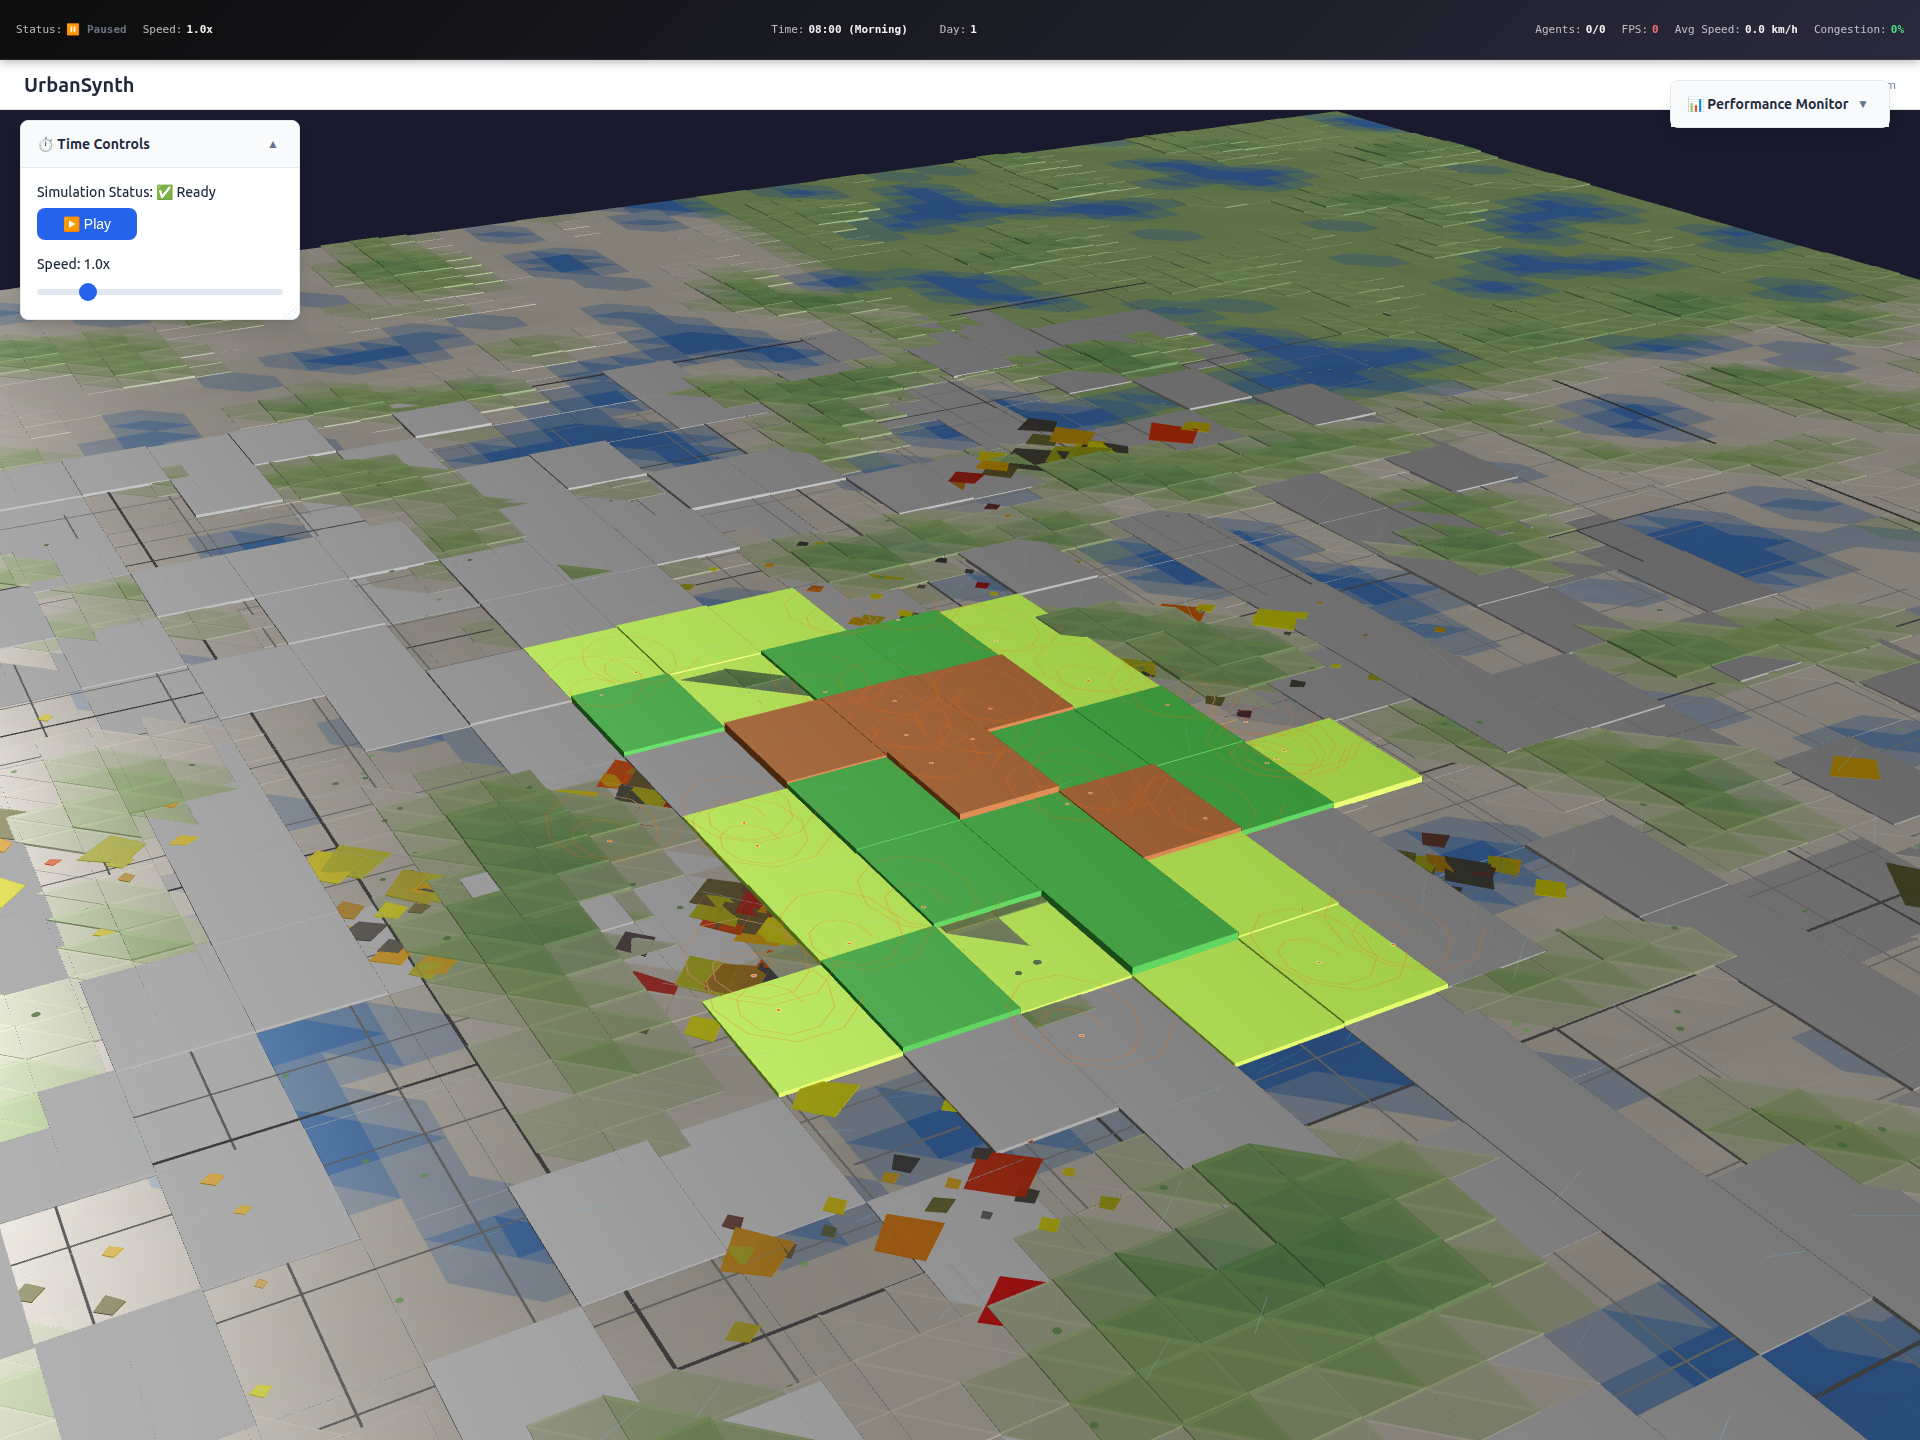 Status: ⏸️ Paused Speed: 1.0x
Time: 08:00 (Morning) Day: 1
Agents: 0/0 FPS: 0 Avg Speed: 0.0 km/h Congestion: 0%
UrbanSynth
📊 Performance Monitor ▼
⏱️ Time Controls ▲
Simulation Status: ✅ Ready
▶️ Play
Speed: 1.0x